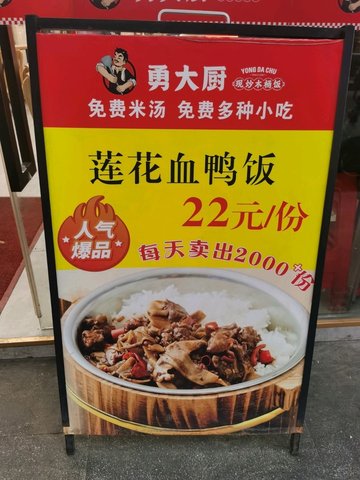 勇大厨
YONG DA CHU
现炒木桶饭
免费米汤 免费多种小吃
莲花血鸭饭
22元/份
人气
爆品
每天卖出2000+份